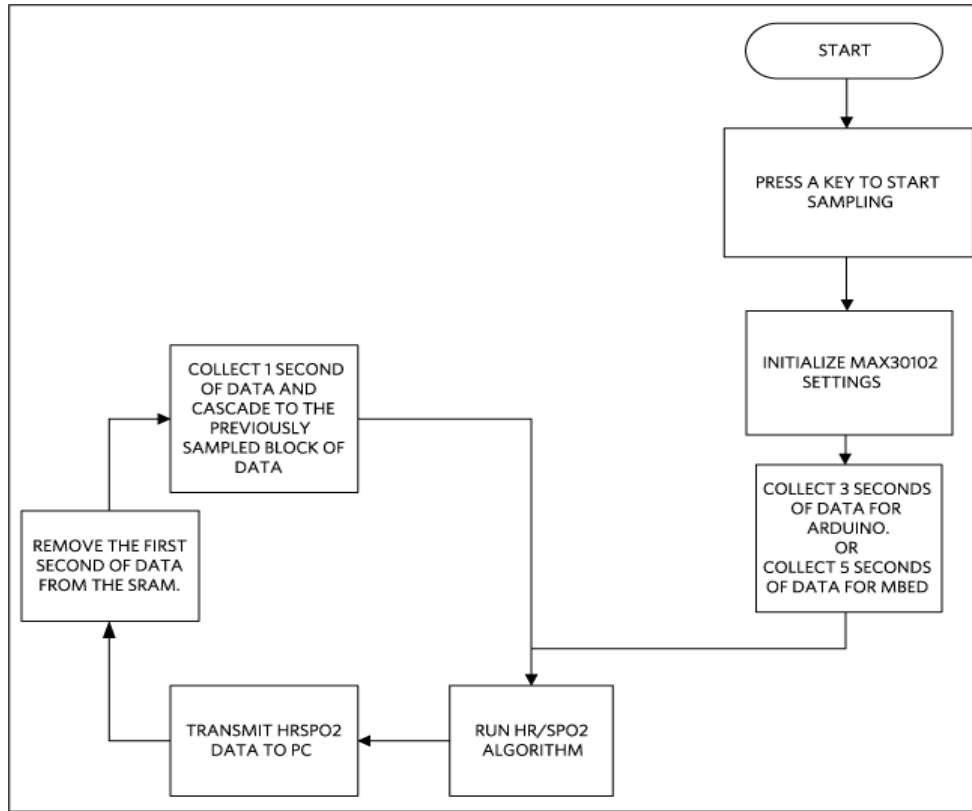 START
PRESS A KEY TO START
SAMPLING
INITIALIZE MAX30102
SETTINGS
COLLECT 3 SECONDS
OF DATA FOR
ARDUINO.
OR
COLLECT 5 SECONDS
OF DATA FOR MBED
RUN HR/SPO2
ALGORITHM
TRANSMIT HRSPO2
DATA TO PC
REMOVE THE FIRST
SECOND OF DATA
FROM THE SRAM.
COLLECT 1 SECOND
OF DATA AND
CASCADE TO THE
PREVIOUSLY
SAMPLED BLOCK OF
DATA